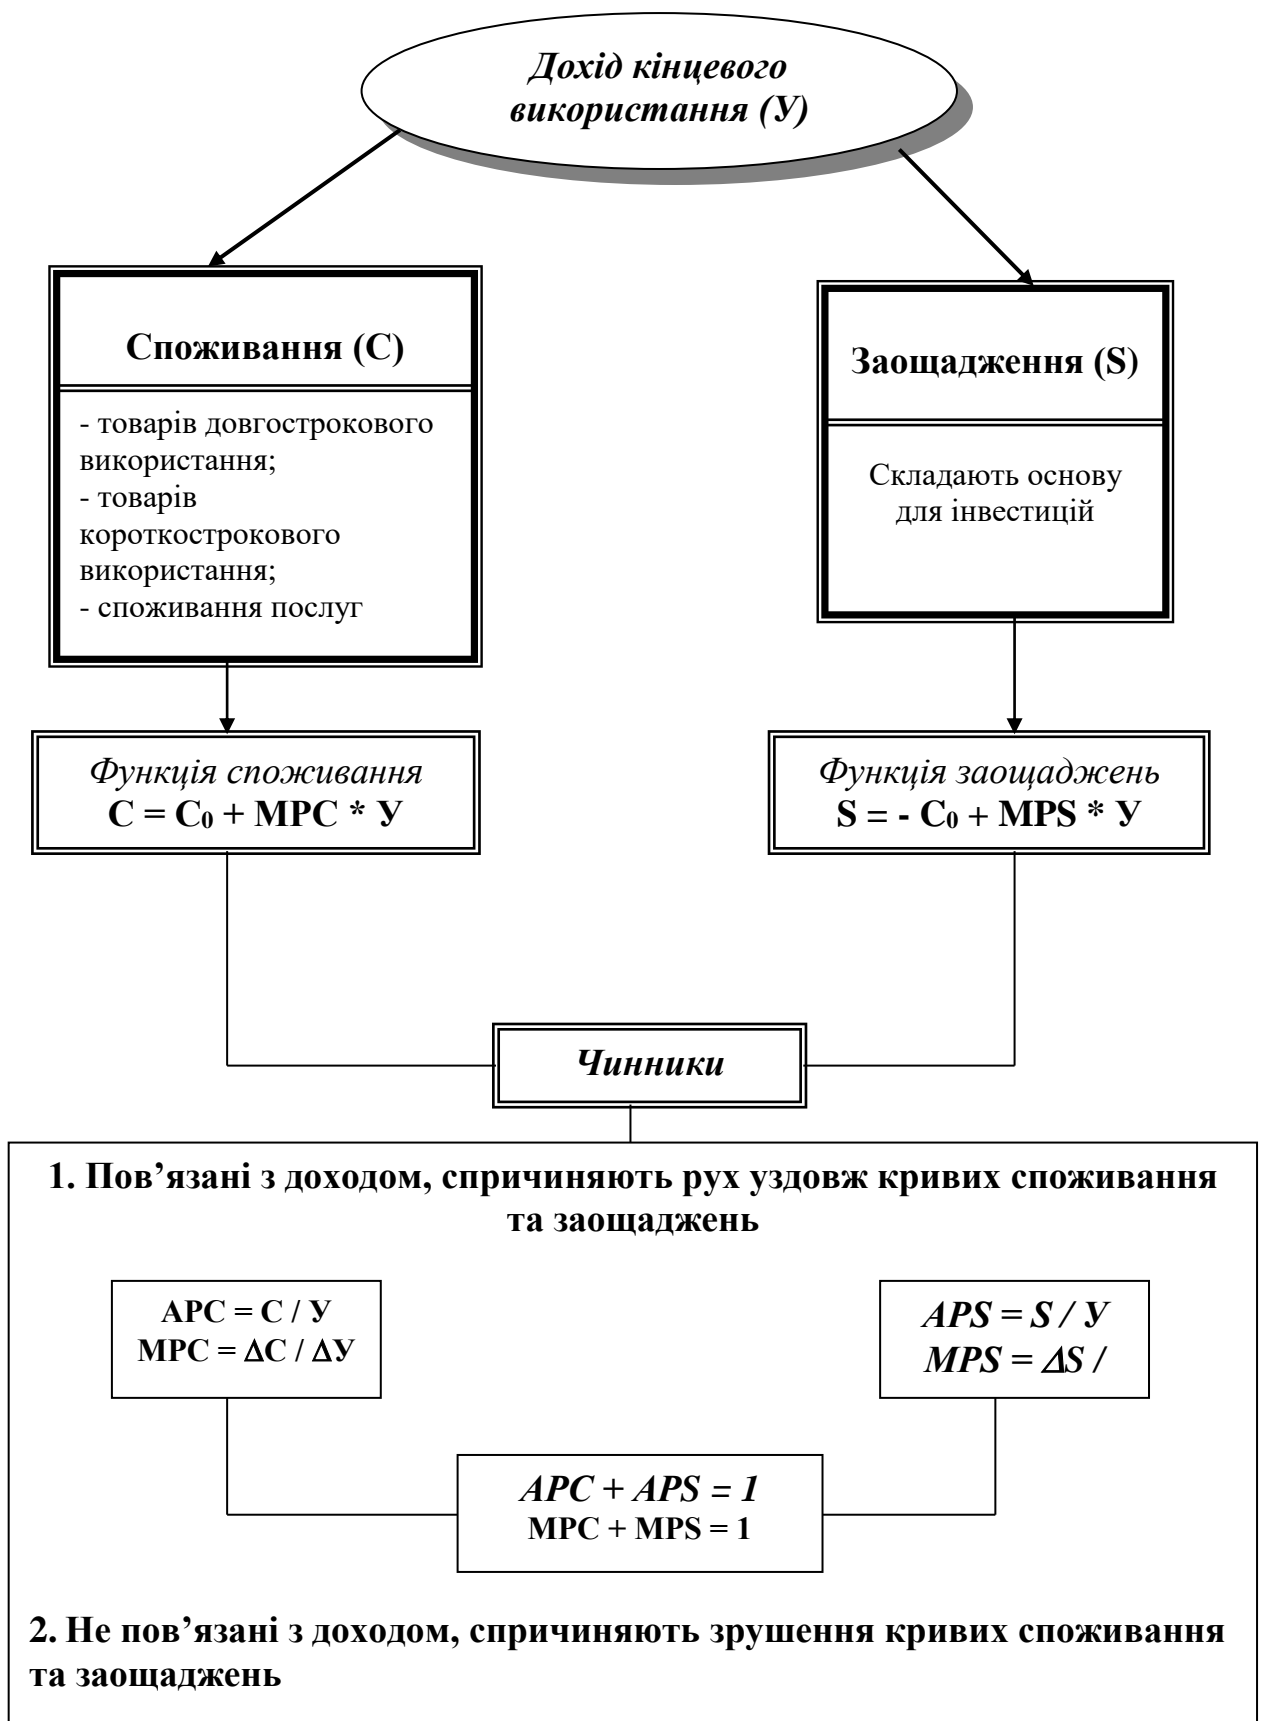 Дохід кінцевого
використання (У)
Споживання (С)
- товарів довгострокового
використання;
- товарів
короткострокового
використання;
- споживання послуг
Заощадження (S)
Складають основу
для інвестицій
Функція споживання
C = C₀ + MPC * У
Функція заощаджень
S = - C₀ + MPS * У
Чинники
1. Пов’язані з доходом, спричиняють рух уздовж кривих споживання
та заощаджень
APC = C / У
MPC = ΔC / ΔУ
APS = S / У
MPS = ΔS /
APC + APS = 1
MPC + MPS = 1
2. Не пов’язані з доходом, спричиняють зрушення кривих споживання
та заощаджень